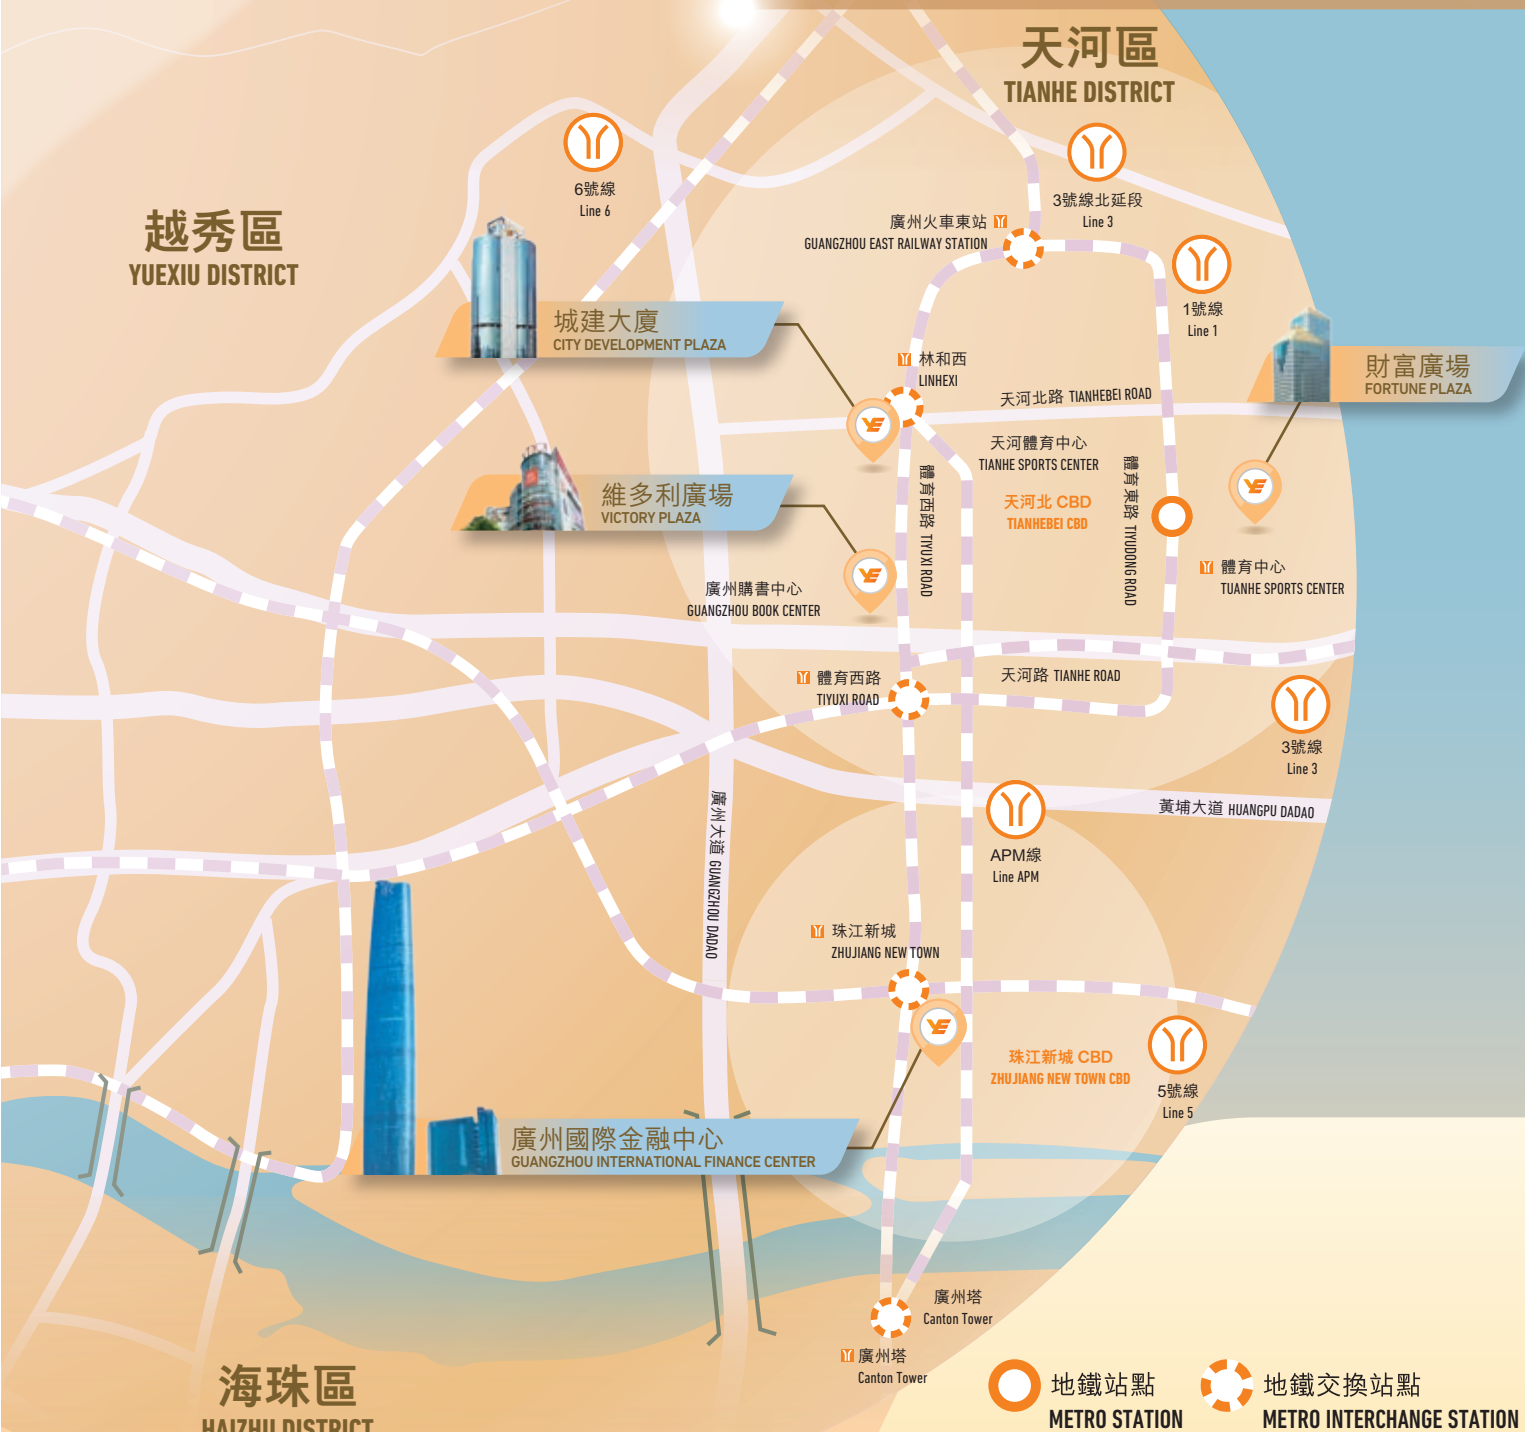 天河區
TIANHE DISTRICT
6號線
Line 6
3號線北延段
Line 3
越秀區
YUEXIU DISTRICT
廣州火車東站
GUANGZHOU EAST RAILWAY STATION
1號線
Line 1
城建大廈
CITY DEVELOPMENT PLAZA
林和西
LINHEXI
財富廣場
FORTUNE PLAZA
天河北路 TIANHEBEI ROAD
天河體育中心
TIANHE SPORTS CENTER
體育西路 TIYUXI ROAD
體育東路 TIYUDONG ROAD
天河北 CBD
TIANHEBEI CBD
維多利廣場
VICTORY PLAZA
體育中心
TUANHE SPORTS CENTER
廣州購書中心
GUANGZHOU BOOK CENTER
體育西路
TIYUXI ROAD
天河路 TIANHE ROAD
3號線
Line 3
廣州大道 GUANGZHOU DADAO
黃埔大道 HUANGPU DADAO
APM線
Line APM
珠江新城
ZHUJIANG NEW TOWN
珠江新城 CBD
ZHUJIANG NEW TOWN CBD
5號線
Line 5
廣州國際金融中心
GUANGZHOU INTERNATIONAL FINANCE CENTER
廣州塔
Canton Tower
廣州塔
Canton Tower
海珠區
HAIZHU DISTRICT
地鐵站點
METRO STATION
地鐵交換站點
METRO INTERCHANGE STATION